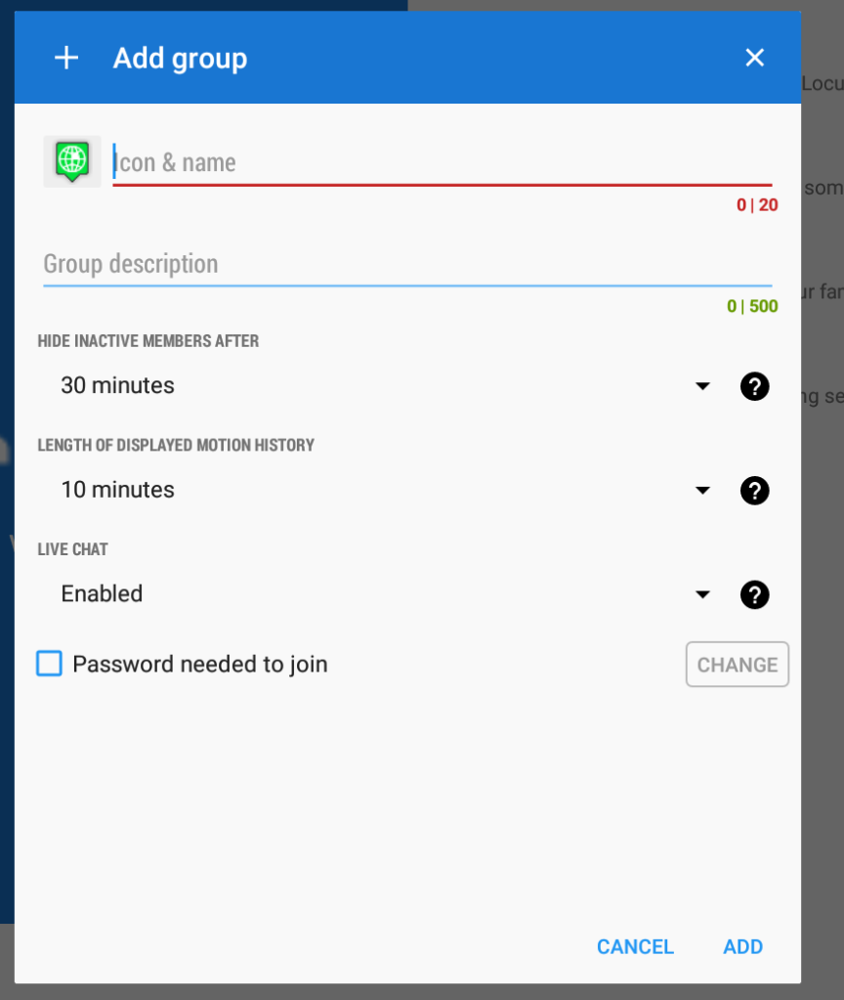 Add group
Locu
Icon & name
som
0 | 20
Group description
ur far
0 | 500
HIDE INACTIVE MEMBERS AFTER
30 minutes
ng se
LENGTH OF DISPLAYED MOTION HISTORY
10 minutes
LIVE CHAT
Enabled
Password needed to join
CHANGE
CANCEL
ADD